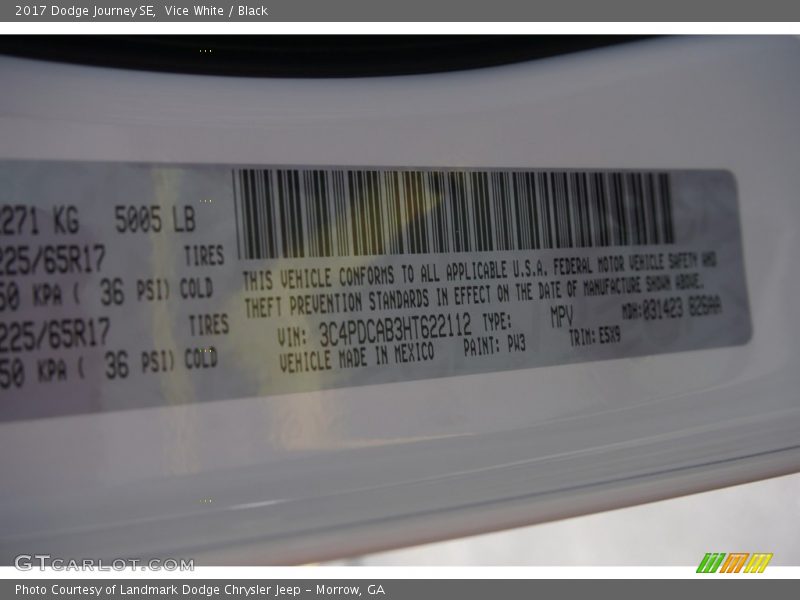 2017 Dodge Journey SE, Vice White / Black
271 KG 5005 LB
225/65R17 TIRES
50 KPA ( 36 PSI) COLD
225/65R17 TIRES
50 KPA ( 36 PSI) COLD
THIS VEHICLE CONFORMS TO ALL APPLICABLE U.S.A. FEDERAL MOTOR VEHICLE SAFETY AND
THEFT PREVENTION STANDARDS IN EFFECT ON THE DATE OF MANUFACTURE SHOWN ABOVE.
VIN: 3C4PDCAB3HT622112 TYPE: MPV MDH:031423 826AA
VEHICLE MADE IN MEXICO PAINT: PW3 TRIM: E5X9
GTCARLOT.COM
Photo Courtesy of Landmark Dodge Chrysler Jeep - Morrow, GA